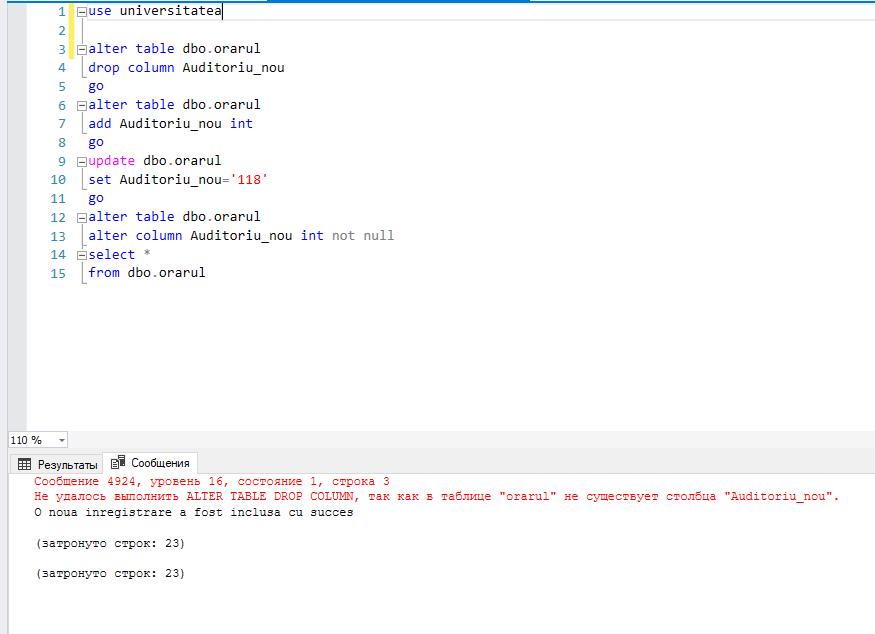 1 use universitatea
2
3 alter table dbo.orarul
4 drop column Auditoriu_nou
5 go
6 alter table dbo.orarul
7 add Auditoriu_nou int
8 go
9 update dbo.orarul
10 set Auditoriu_nou='118'
11 go
12 alter table dbo.orarul
13 alter column Auditoriu_nou int not null
14 select *
15 from dbo.orarul
110 %
Результаты Сообщения
Сообщение 4924, уровень 16, состояние 1, строка 3
Не удалось выполнить ALTER TABLE DROP COLUMN, так как в таблице "orarul" не существует столбца "Auditoriu_nou".
O noua inregistrare a fost inclusa cu succes
(затронуто строк: 23)
(затронуто строк: 23)